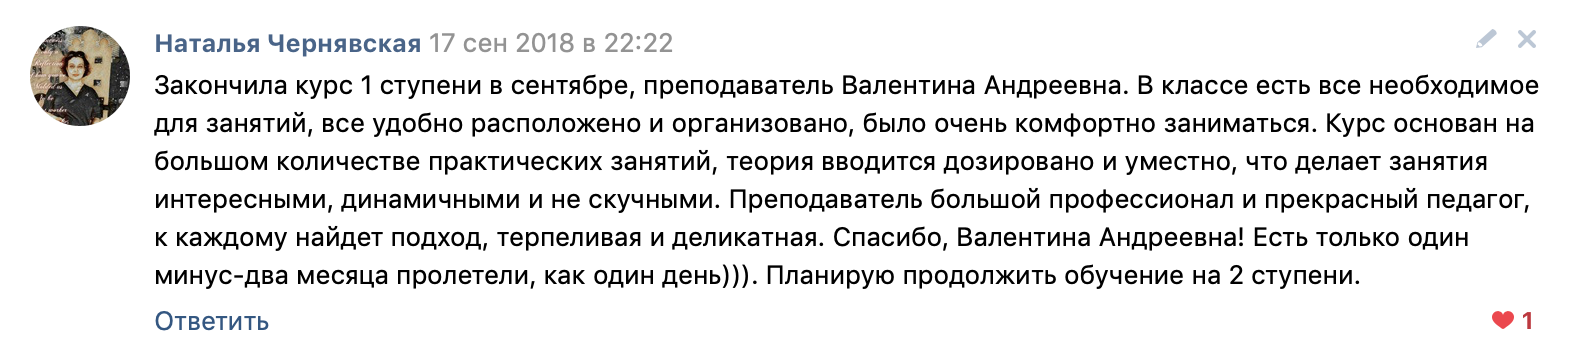 Наталья Чернявская 17 сен 2018 в 22:22
Закончила курс 1 ступени в сентябре, преподаватель Валентина Андреевна. В классе есть все необходимое
для занятий, все удобно расположено и организовано, было очень комфортно заниматься. Курс основан на
большом количестве практических занятий, теория вводится дозировано и уместно, что делает занятия
интересными, динамичными и не скучными. Преподаватель большой профессионал и прекрасный педагог,
к каждому найдет подход, терпеливая и деликатная. Спасибо, Валентина Андреевна! Есть только один
минус-два месяца пролетели, как один день))). Планирую продолжить обучение на 2 ступени.
Ответить 1